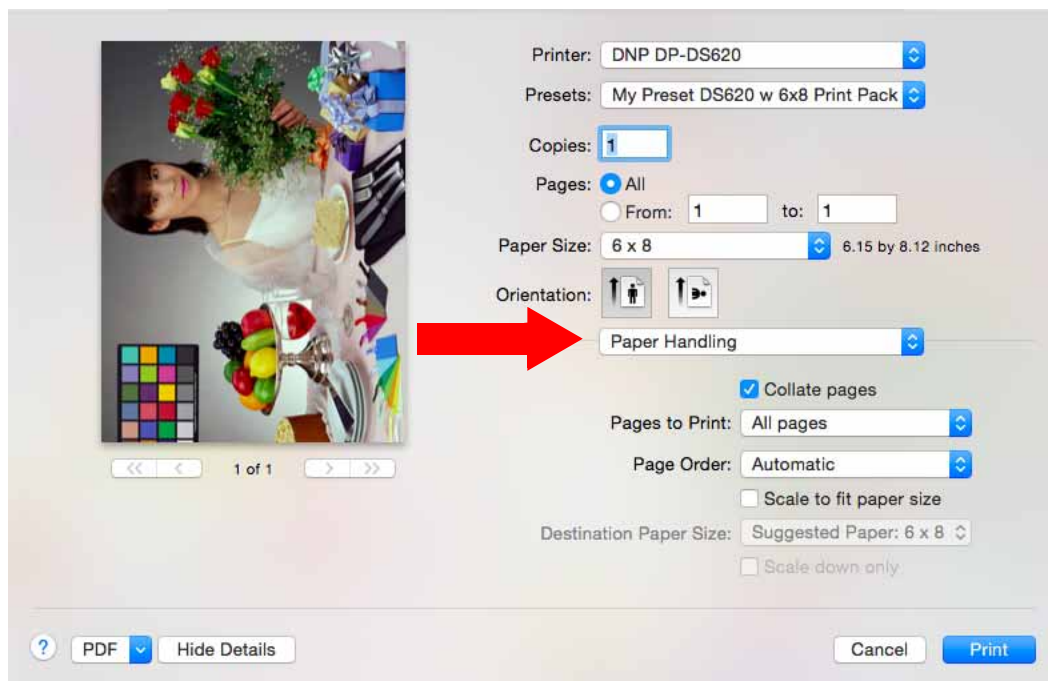 Printer: DNP DP-DS620
Presets: My Preset DS620 w 6x8 Print Pack
Copies: 1
Pages: All
From: 1 to: 1
Paper Size: 6 x 8 6.15 by 8.12 inches
Orientation:
Paper Handling
Collate pages
Pages to Print: All pages
Page Order: Automatic
Scale to fit paper size
Destination Paper Size: Suggested Paper: 6 x 8
Scale down only
<< < 1 of 1 > >>
? PDF Hide Details Cancel Print